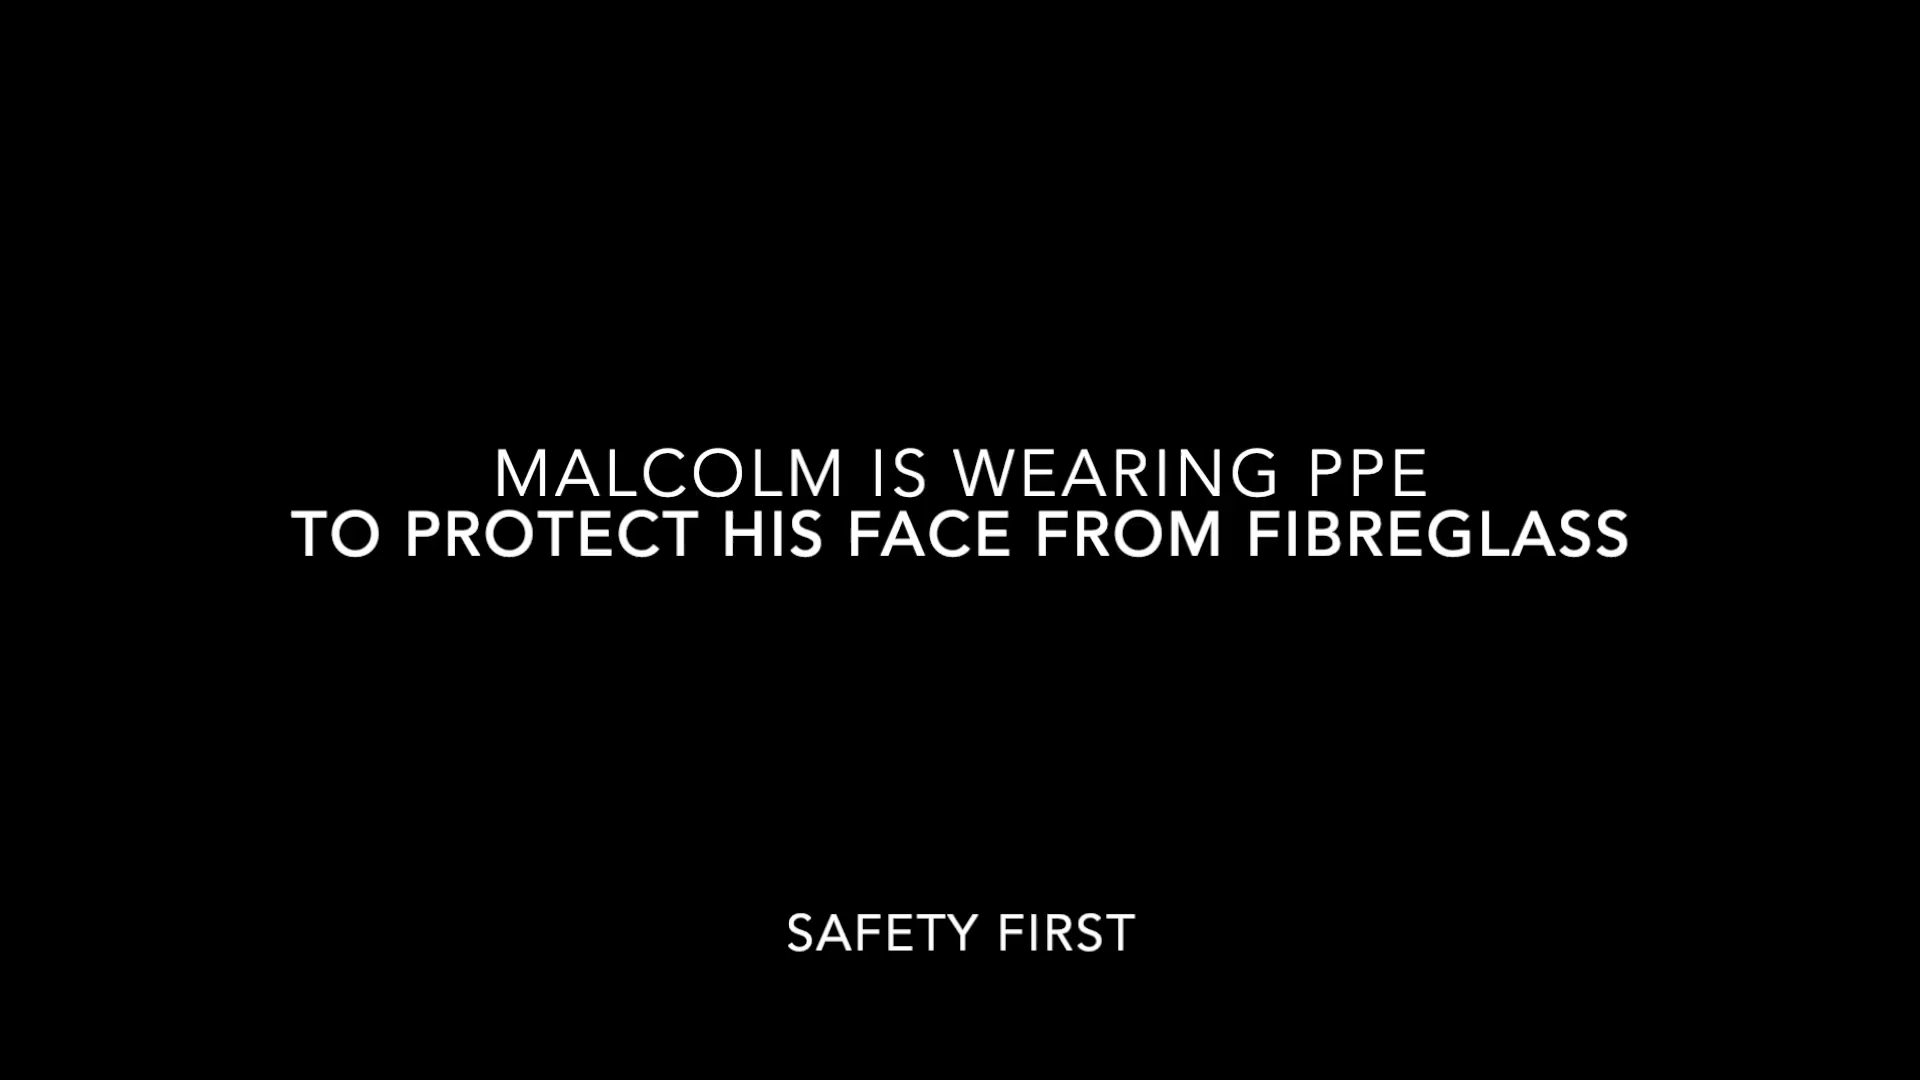 MALCOLM IS WEARING PPE
TO PROTECT HIS FACE FROM FIBREGLASS
SAFETY FIRST